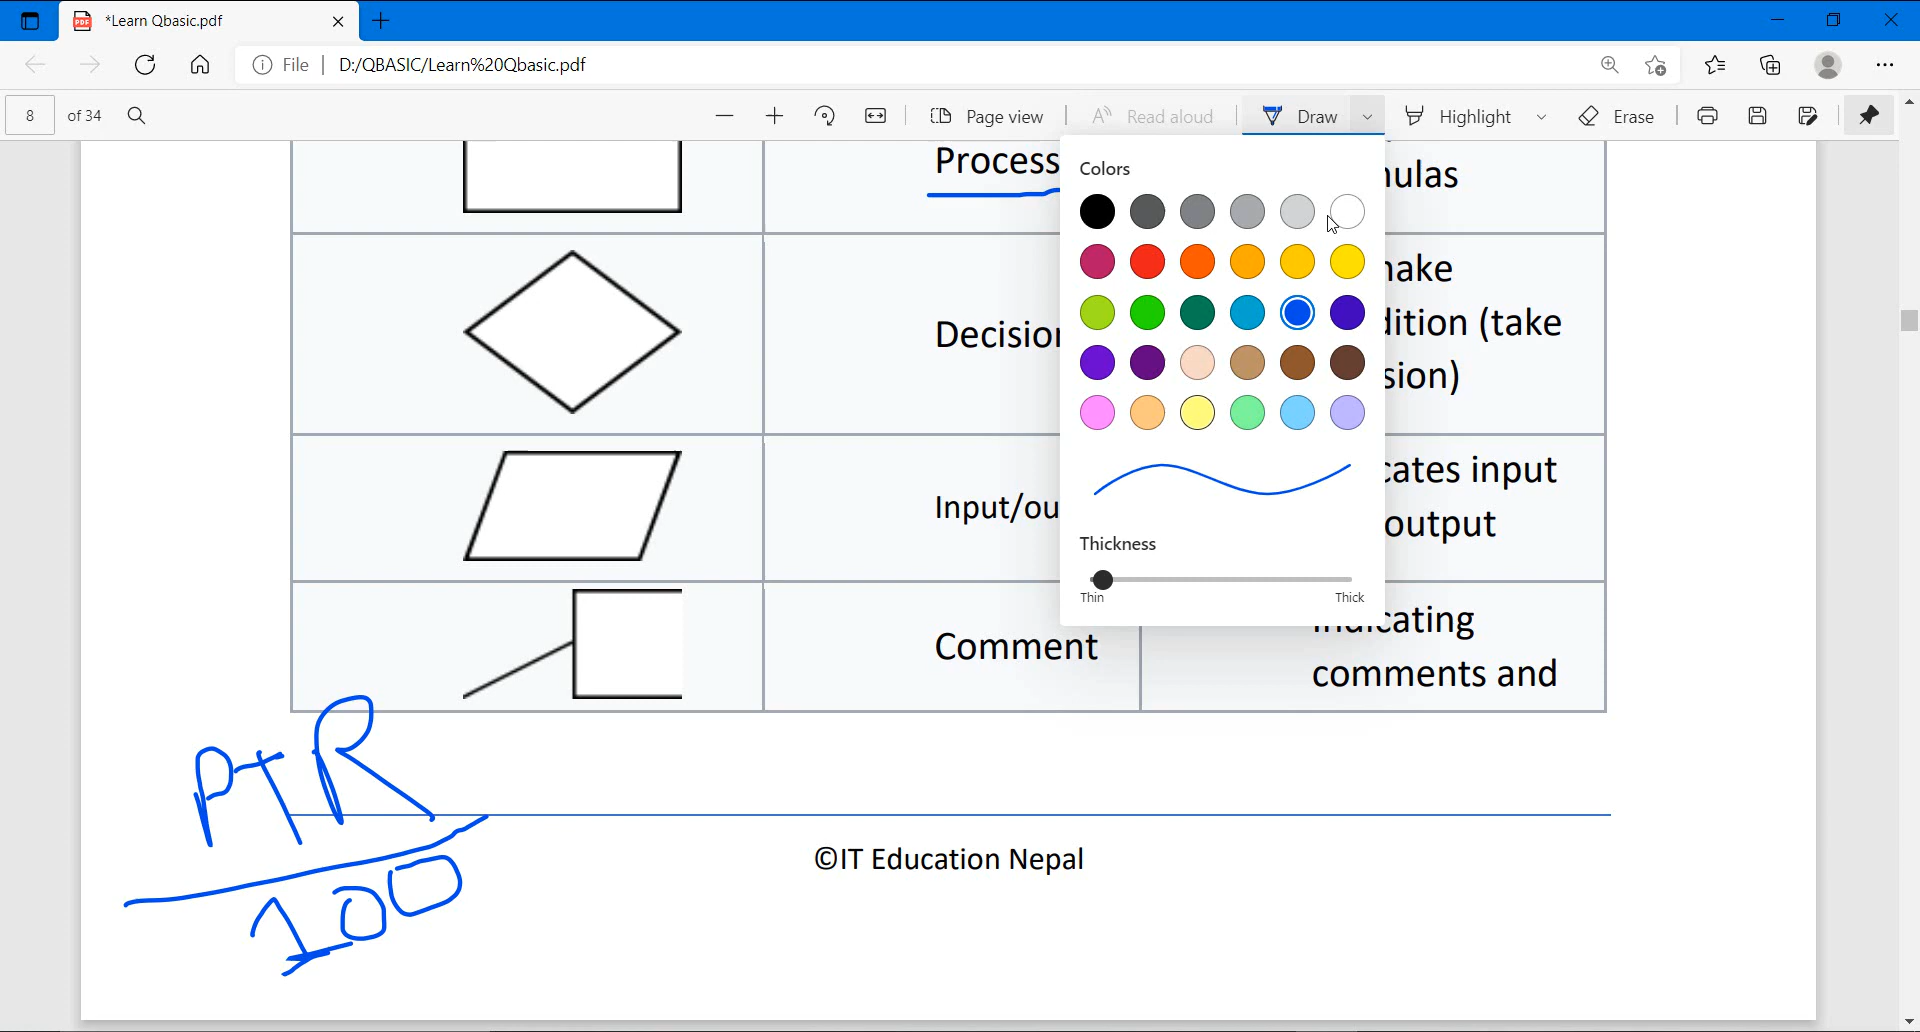 *Learn Qbasic.pdf
File D:/QBASIC/Learn%20Qbasic.pdf
8 of 34 Page view Read aloud Draw Highlight Erase
Process
ulas
Colors
Decision
ake
dition (take
sion)
Input/ou
cates input
output
Thickness
Thin Thick
Comment
Indicating
comments and
PTR
100
©IT Education Nepal